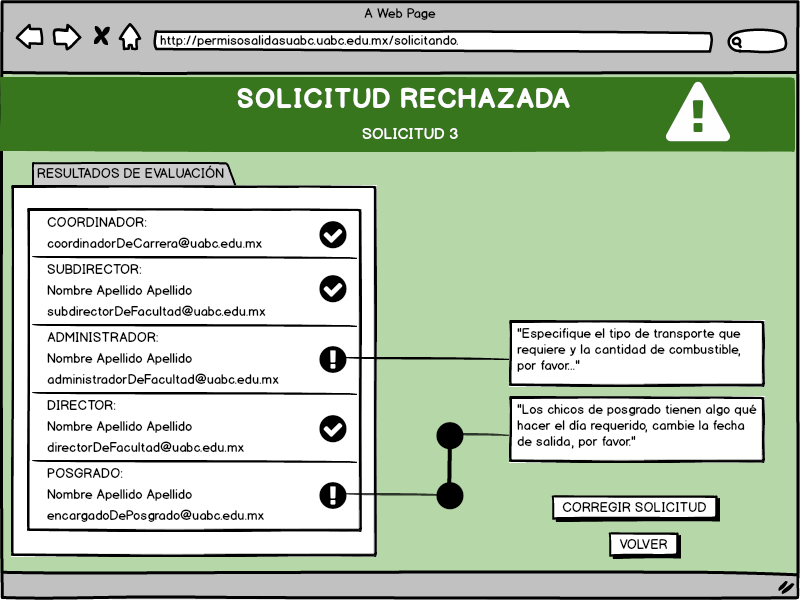 A Web Page
http://permisosalidasuabc.uabc.edu.mx/solicitando.
SOLICITUD RECHAZADA
SOLICITUD 3
RESULTADOS DE EVALUACIÓN
COORDINADOR:
coordinadorDeCarrera@uabc.edu.mx
SUBDIRECTOR:
Nombre Apellido Apellido
subdirectorDeFacultad@uabc.edu.mx
ADMINISTRADOR:
Nombre Apellido Apellido
administradorDeFacultad@uabc.edu.mx
DIRECTOR:
Nombre Apellido Apellido
directorDeFacultad@uabc.edu.mx
POSGRADO:
Nombre Apellido Apellido
encargadoDePosgrado@uabc.edu.mx
"Especifique el tipo de transporte que
requiere y la cantidad de combustible,
por favor..."
"Los chicos de posgrado tienen algo qué
hacer el día requerido, cambie la fecha
de salida, por favor."
CORREGIR SOLICITUD
VOLVER